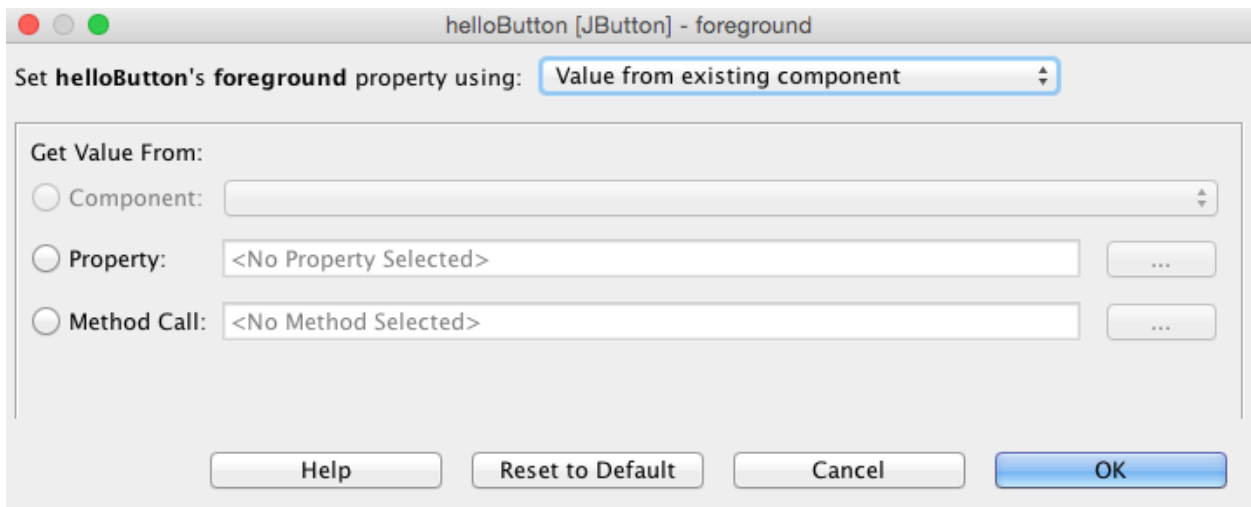 helloButton [JButton] - foreground
Set helloButton's foreground property using: Value from existing component
Get Value From:
Component:
Property: <No Property Selected> ...
Method Call: <No Method Selected> ...
Help Reset to Default Cancel OK